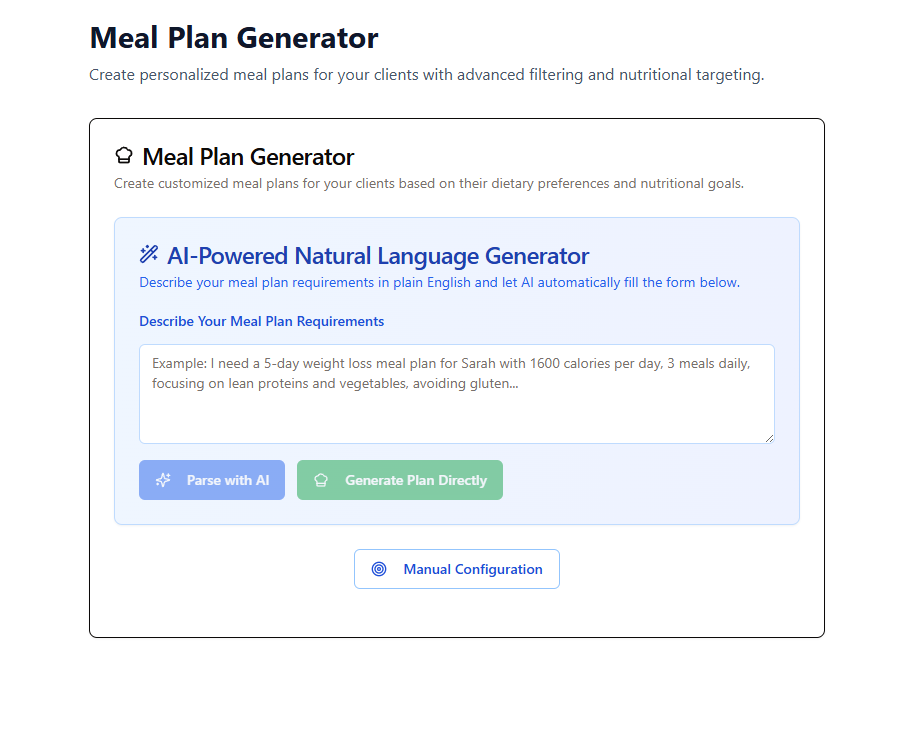 Meal Plan Generator
Create personalized meal plans for your clients with advanced filtering and nutritional targeting.
Meal Plan Generator
Create customized meal plans for your clients based on their dietary preferences and nutritional goals.
AI-Powered Natural Language Generator
Describe your meal plan requirements in plain English and let AI automatically fill the form below.
Describe Your Meal Plan Requirements
Example: I need a 5-day weight loss meal plan for Sarah with 1600 calories per day, 3 meals daily,
focusing on lean proteins and vegetables, avoiding gluten...
Parse with AI
Generate Plan Directly
Manual Configuration